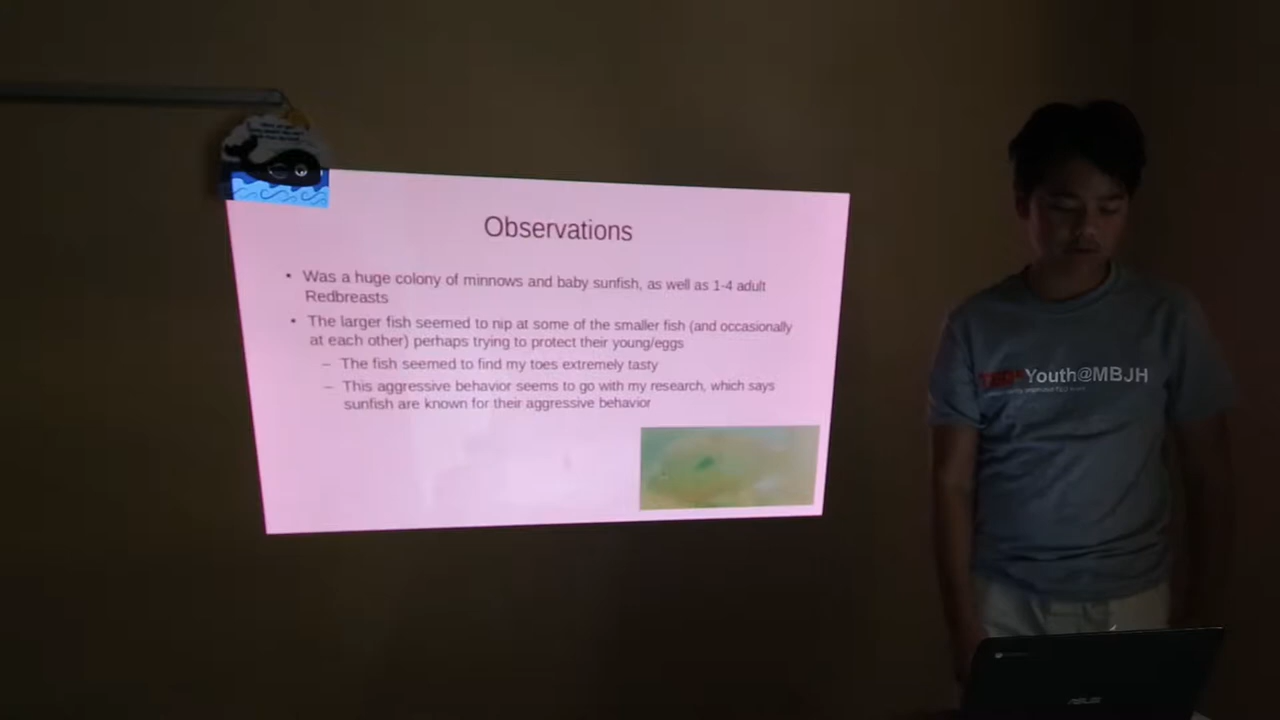 Observations
• Was a huge colony of minnows and baby sunfish, as well as 1-4 adult
Redbreasts
• The larger fish seemed to nip at some of the smaller fish (and occasionally
at each other) perhaps trying to protect their young/eggs
– The fish seemed to find my toes extremely tasty
– This aggressive behavior seems to go with my research, which says
sunfish are known for their aggressive behavior
TEDxYouth@MBJH
ASUS